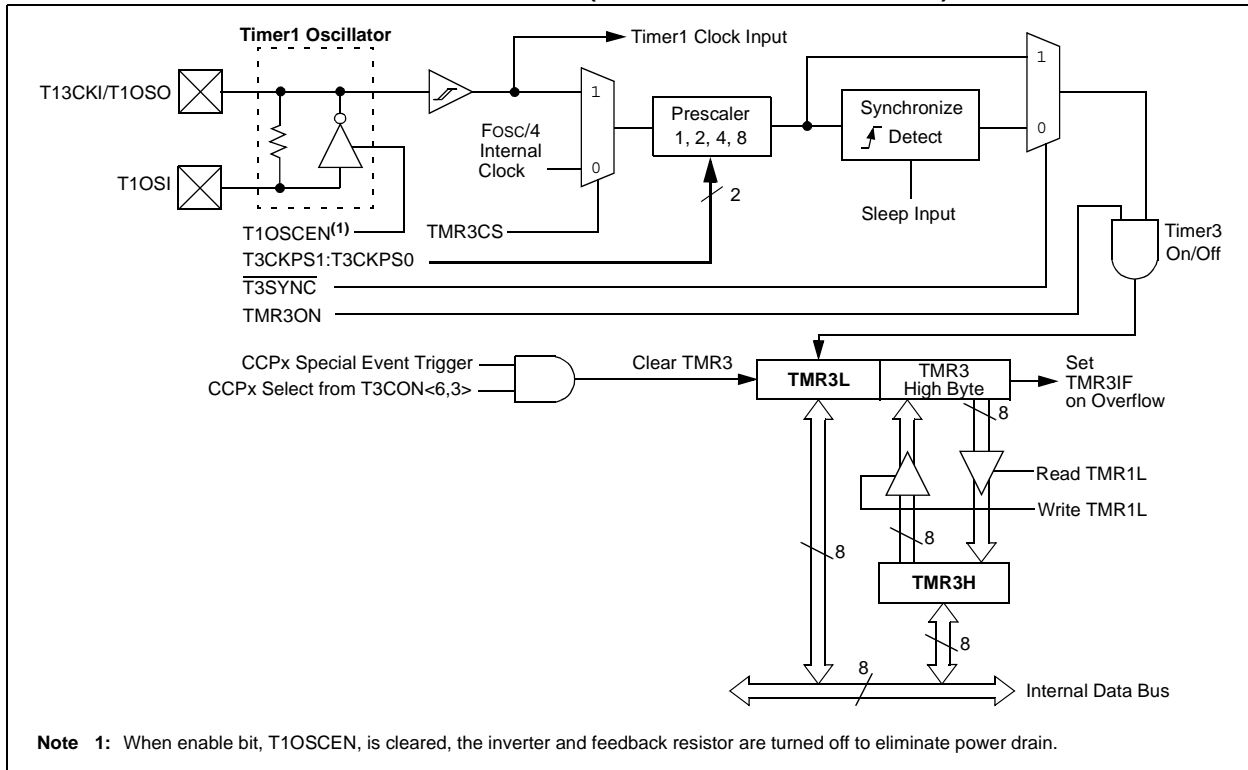 Timer1 Oscillator
Timer1 Clock Input
T13CKI/T1OSO
T1OSI
1
0
FOSC/4
Internal
Clock
Prescaler
1, 2, 4, 8
2
Synchronize
Detect
Sleep Input
1
0
Timer3
On/Off
T1OSCEN(1)
TMR3CS
T3CKPS1:T3CKPS0
T3SYNC
TMR3ON
CCPx Special Event Trigger
CCPx Select from T3CON<6,3>
Clear TMR3
TMR3L
TMR3
High Byte
Set
TMR3IF
on Overflow
8
Read TMR1L
Write TMR1L
8
8
TMR3H
8
8
Internal Data Bus
Note 1: When enable bit, T1OSCEN, is cleared, the inverter and feedback resistor are turned off to eliminate power drain.